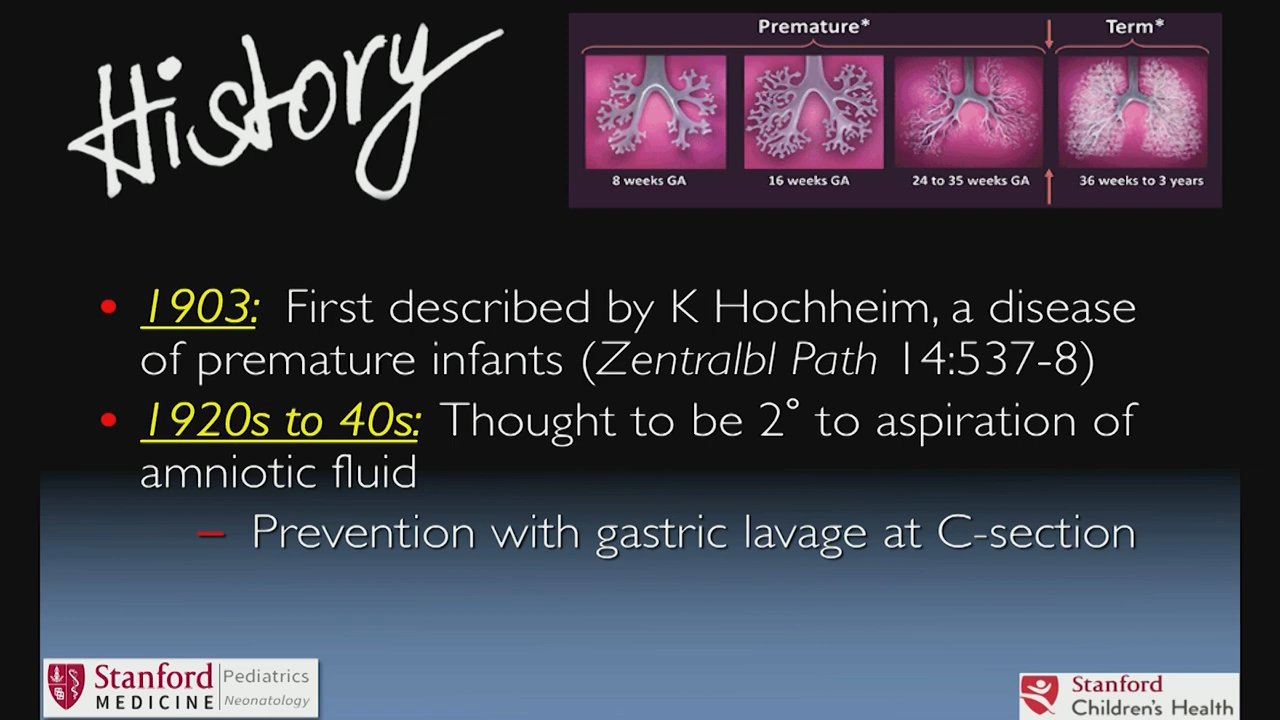 History
Premature*
Term*
8 weeks GA
16 weeks GA
24 to 35 weeks GA
36 weeks to 3 years
• 1903: First described by K Hochheim, a disease
of premature infants (Zentralbl Path 14:537-8)
• 1920s to 40s: Thought to be 2° to aspiration of
amniotic fluid
– Prevention with gastric lavage at C-section
Stanford
MEDICINE
Pediatrics
Neonatology
Stanford
Children's Health